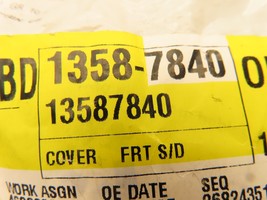 BD 1358-7840
13587840
COVER FRT S/D
WORK ASGN OE DATE SEQ